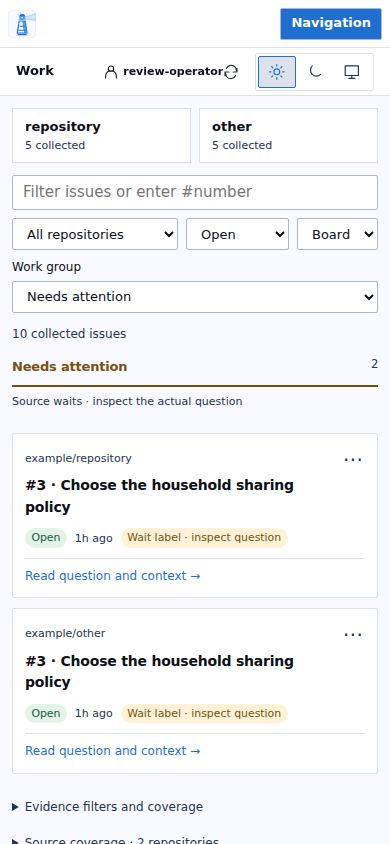 Navigation
Work
review-operator
repository
5 collected
other
5 collected
Filter issues or enter #number
All repositories
Open
Board
Work group
Needs attention
10 collected issues
Needs attention
2
Source waits · inspect the actual question
example/repository
...
#3 · Choose the household sharing
policy
Open
1h ago
Wait label · inspect question
Read question and context →
example/other
...
#3 · Choose the household sharing
policy
Open
1h ago
Wait label · inspect question
Read question and context →
▶ Evidence filters and coverage
▶ Source coverage · 2 repositories